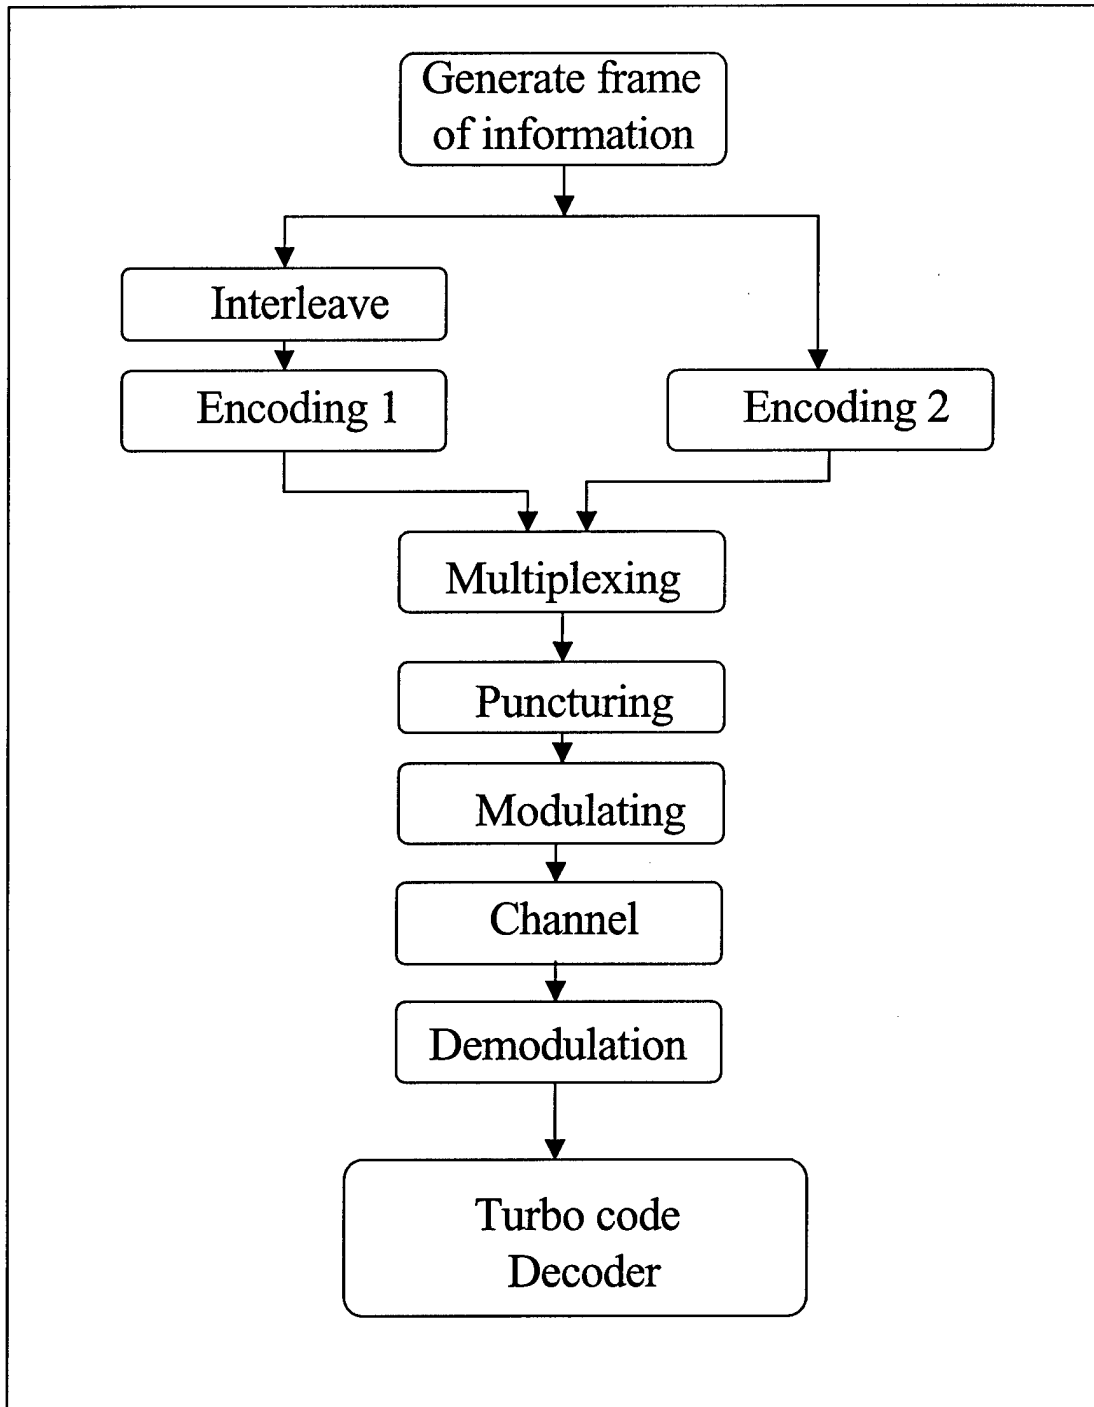 Generate frame
of information
Interleave
Encoding 1
Encoding 2
Multiplexing
Puncturing
Modulating
Channel
Demodulation
Turbo code
Decoder